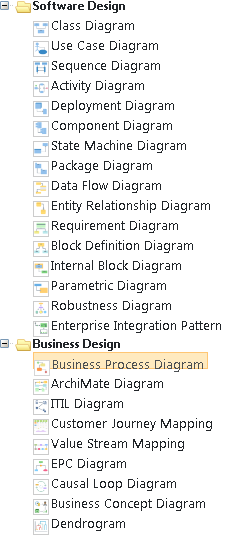 Software Design
Class Diagram
Use Case Diagram
Sequence Diagram
Activity Diagram
Deployment Diagram
Component Diagram
State Machine Diagram
Package Diagram
Data Flow Diagram
Entity Relationship Diagram
Requirement Diagram
Block Definition Diagram
Internal Block Diagram
Parametric Diagram
Robustness Diagram
Enterprise Integration Pattern
Business Design
Business Process Diagram
ArchiMate Diagram
ITIL Diagram
Customer Journey Mapping
Value Stream Mapping
EPC Diagram
Causal Loop Diagram
Business Concept Diagram
Dendrogram